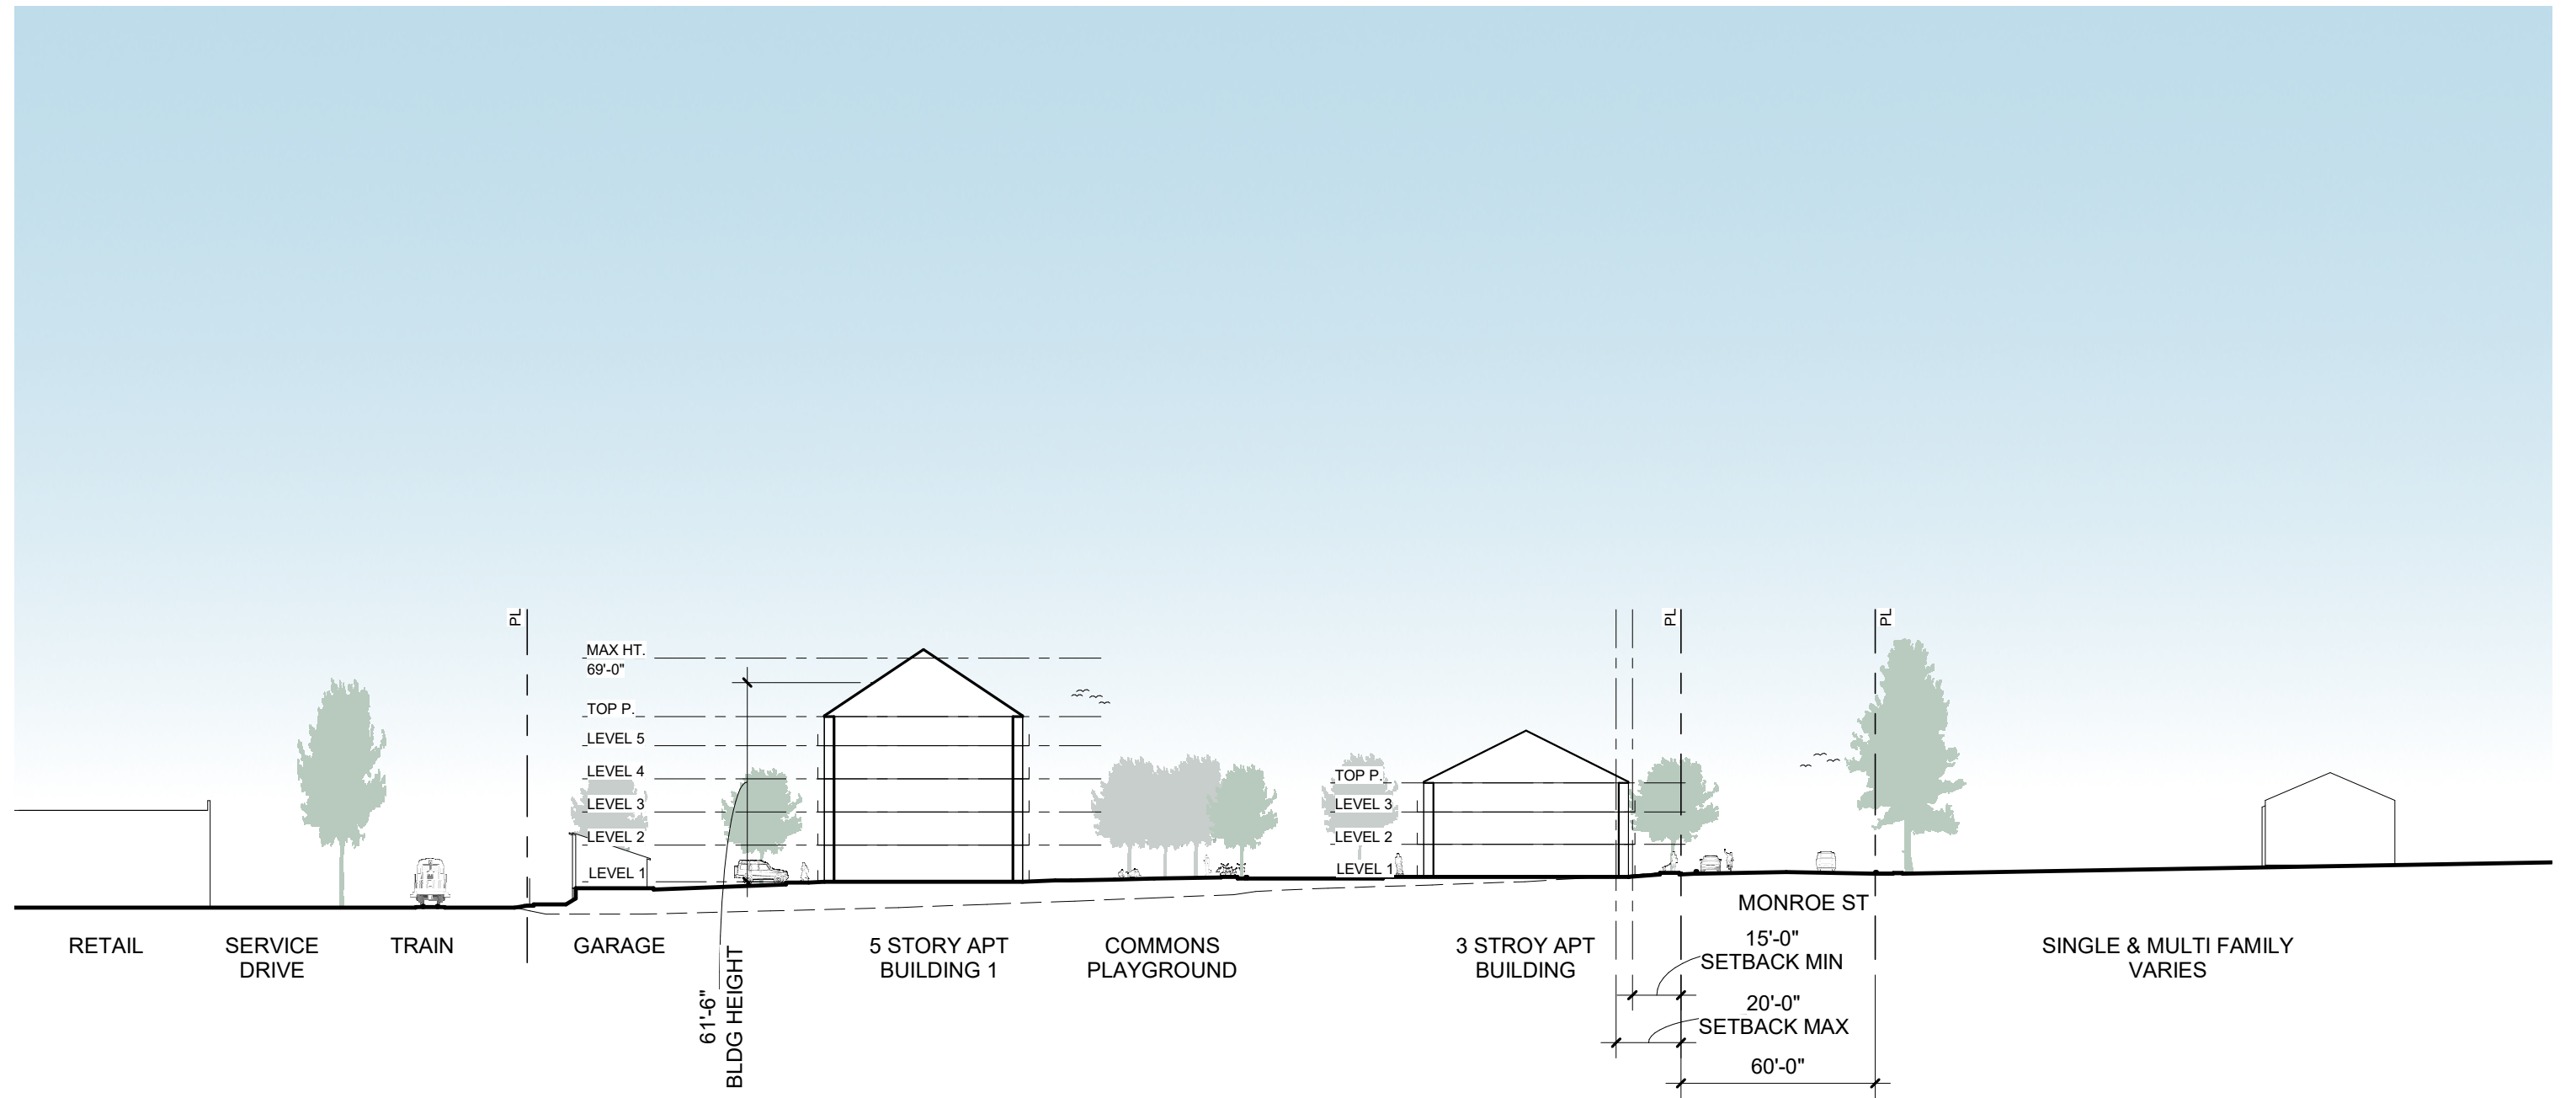 PL
PL
PL
MAX HT.
69'-0"
TOP P.
LEVEL 5
LEVEL 4
LEVEL 3
LEVEL 2
LEVEL 1
TOP P.
LEVEL 3
LEVEL 2
LEVEL 1
MONROE ST
RETAIL
SERVICE
DRIVE
TRAIN
GARAGE
61'-6"
BLDG HEIGHT
5 STORY APT
BUILDING 1
COMMONS
PLAYGROUND
3 STROY APT
BUILDING
15'-0"
SETBACK MIN
20'-0"
SETBACK MAX
60'-0"
SINGLE & MULTI FAMILY
VARIES